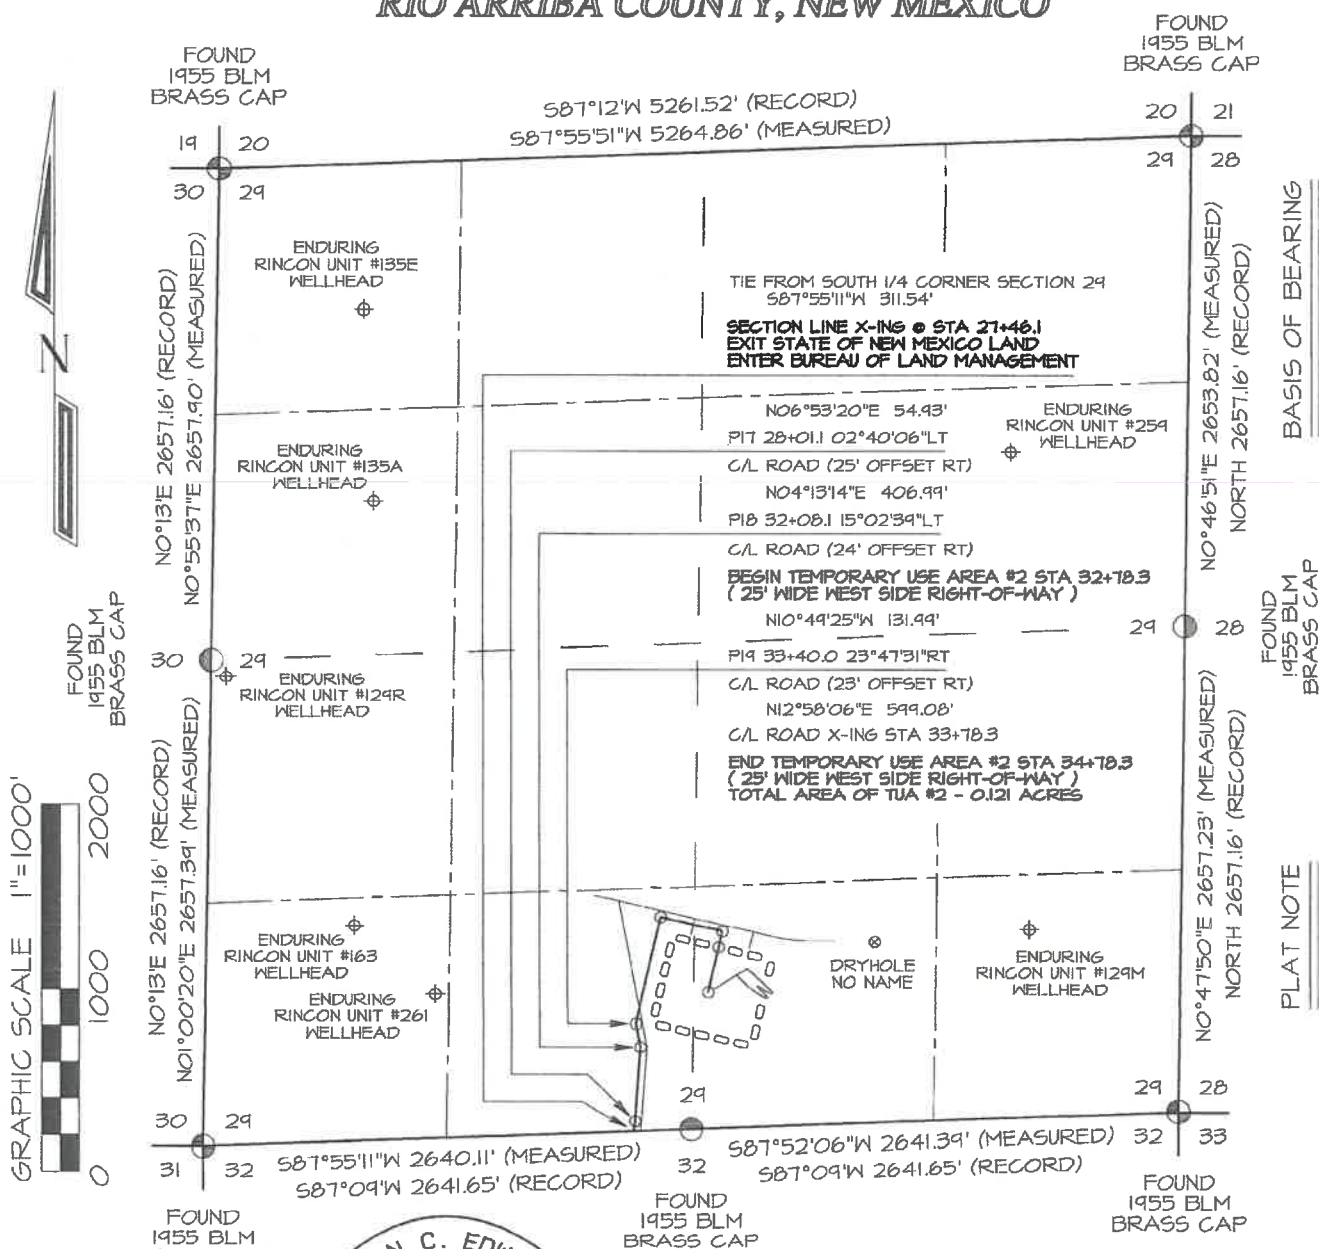 RIO ARRIBA COUNTY, NEW MEXICO
FOUND
1955 BLM
BRASS CAP
FOUND
1955 BLM
BRASS CAP
S87°12'W 5261.52' (RECORD)
S87°55'51"W 5264.86' (MEASURED)
19 20
30 29
20 21
29 28
N
ENDURING
RINCON UNIT #135E
WELLHEAD
TIE FROM SOUTH 1/4 CORNER SECTION 29
S87°55'11"W 311.54'
SECTION LINE X-ING @ STA 27+46.1
EXIT STATE OF NEW MEXICO LAND
ENTER BUREAU OF LAND MANAGEMENT
N0°13'E 2657.16' (RECORD)
N0°55'37"E 2657.90' (MEASURED)
N0°46'51"E 2653.82' (MEASURED)
NORTH 2657.16' (RECORD)
BASIS OF BEARING
N06°53'20"E 54.93'
PI7 28+01.1 02°40'06"LT
C/L ROAD (25' OFFSET RT)
N04°13'14"E 406.99'
PI8 32+08.1 15°02'39"LT
C/L ROAD (24' OFFSET RT)
BEGIN TEMPORARY USE AREA #2 STA 32+78.3
( 25' WIDE WEST SIDE RIGHT-OF-WAY )
N10°49'25"W 131.99'
PI9 33+40.0 23°47'31"RT
C/L ROAD (23' OFFSET RT)
N12°58'06"E 599.08'
C/L ROAD X-ING STA 33+78.3
END TEMPORARY USE AREA #2 STA 34+78.3
( 25' WIDE WEST SIDE RIGHT-OF-WAY )
TOTAL AREA OF TUA #2 - 0.121 ACRES
ENDURING
RINCON UNIT #259
WELLHEAD
ENDURING
RINCON UNIT #135A
WELLHEAD
FOUND
1955 BLM
BRASS CAP
30 29
29 28
FOUND
1955 BLM
BRASS CAP
ENDURING
RINCON UNIT #129R
WELLHEAD
GRAPHIC SCALE 1"=1000'
0
1000
2000
N0°13'E 2657.16' (RECORD)
N01°00'20"E 2657.39' (MEASURED)
N0°47'50"E 2657.23' (MEASURED)
NORTH 2657.16' (RECORD)
PLAT NOTE
ENDURING
RINCON UNIT #163
WELLHEAD
ENDURING
RINCON UNIT #261
WELLHEAD
DRYHOLE
NO NAME
ENDURING
RINCON UNIT #129M
WELLHEAD
30 29
31 32
29
32
29 28
32 33
S87°55'11"W 2640.11' (MEASURED)
S87°09'W 2641.65' (RECORD)
S87°52'06"W 2641.39' (MEASURED)
S87°09'W 2641.65' (RECORD)
FOUND
1955 BLM
FOUND
1955 BLM
BRASS CAP
FOUND
1955 BLM
BRASS CAP
N C. EDW